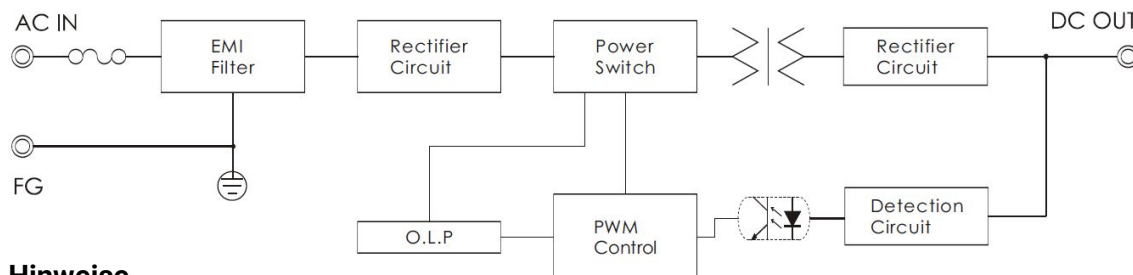 AC IN
DC OUT
EMI
Filter
Rectifier
Circuit
Power
Switch
Rectifier
Circuit
FG
O.L.P
PWM
Control
Detection
Circuit
Hinweise